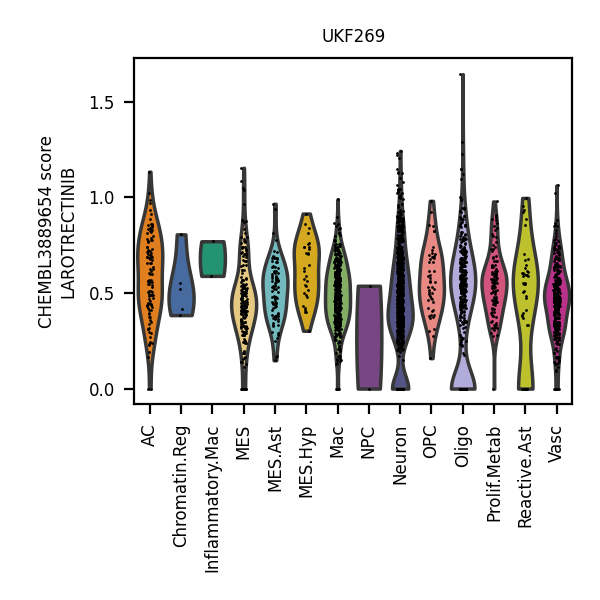 UKF269
CHEMBL3889654 score
LAROTRECTINIB
1.5
1.0
0.5
0.0
AC
Chromatin.Reg
Inflammatory.Mac
MES
MES.Ast
MES.Hyp
Mac
NPC
Neuron
OPC
Oligo
Prolif.Metab
Reactive.Ast
Vasc